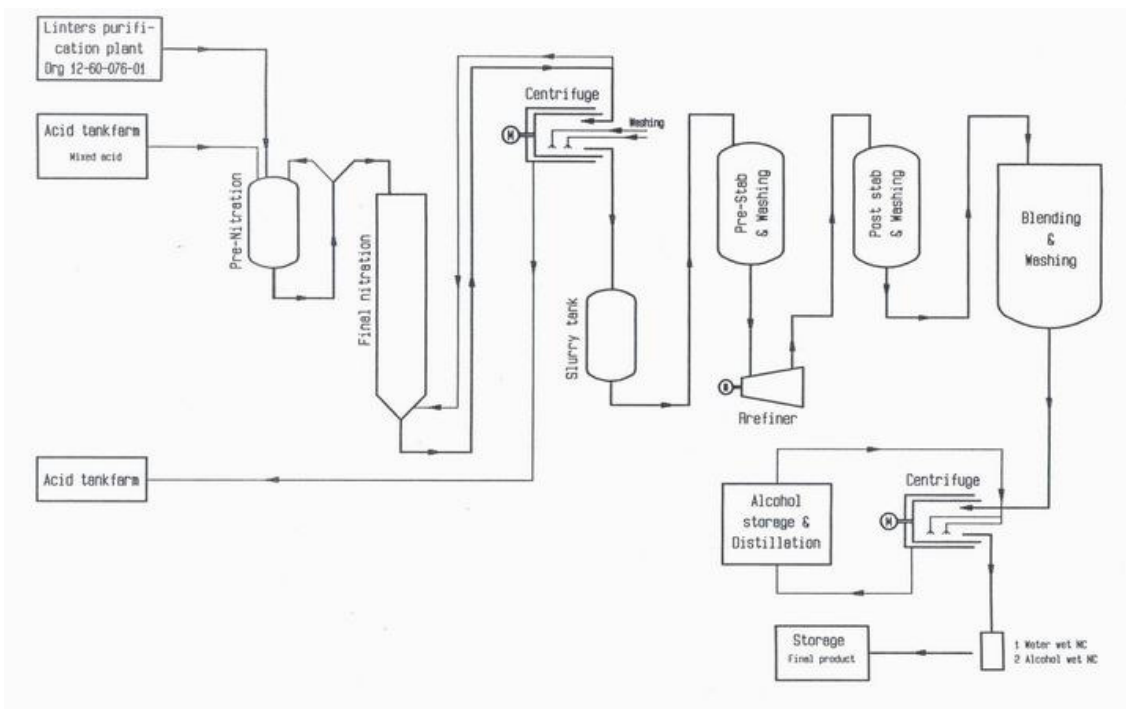 Linters purifi-
cation plant
Drg 12-60-076-01
Acid tankfarm
Mixed acid
Pre-Nitration
Final nitration
Centrifuge
M
Washing
Slurry tank
Pre-Stab
& Washing
Post stab
& Washing
Blending
&
Washing
Rrefiner
Acid tankfarm
Alcohol
storage &
Distillation
Centrifuge
M
Storage
Final product
1 Water wet NC
2 Alcohol wet NC